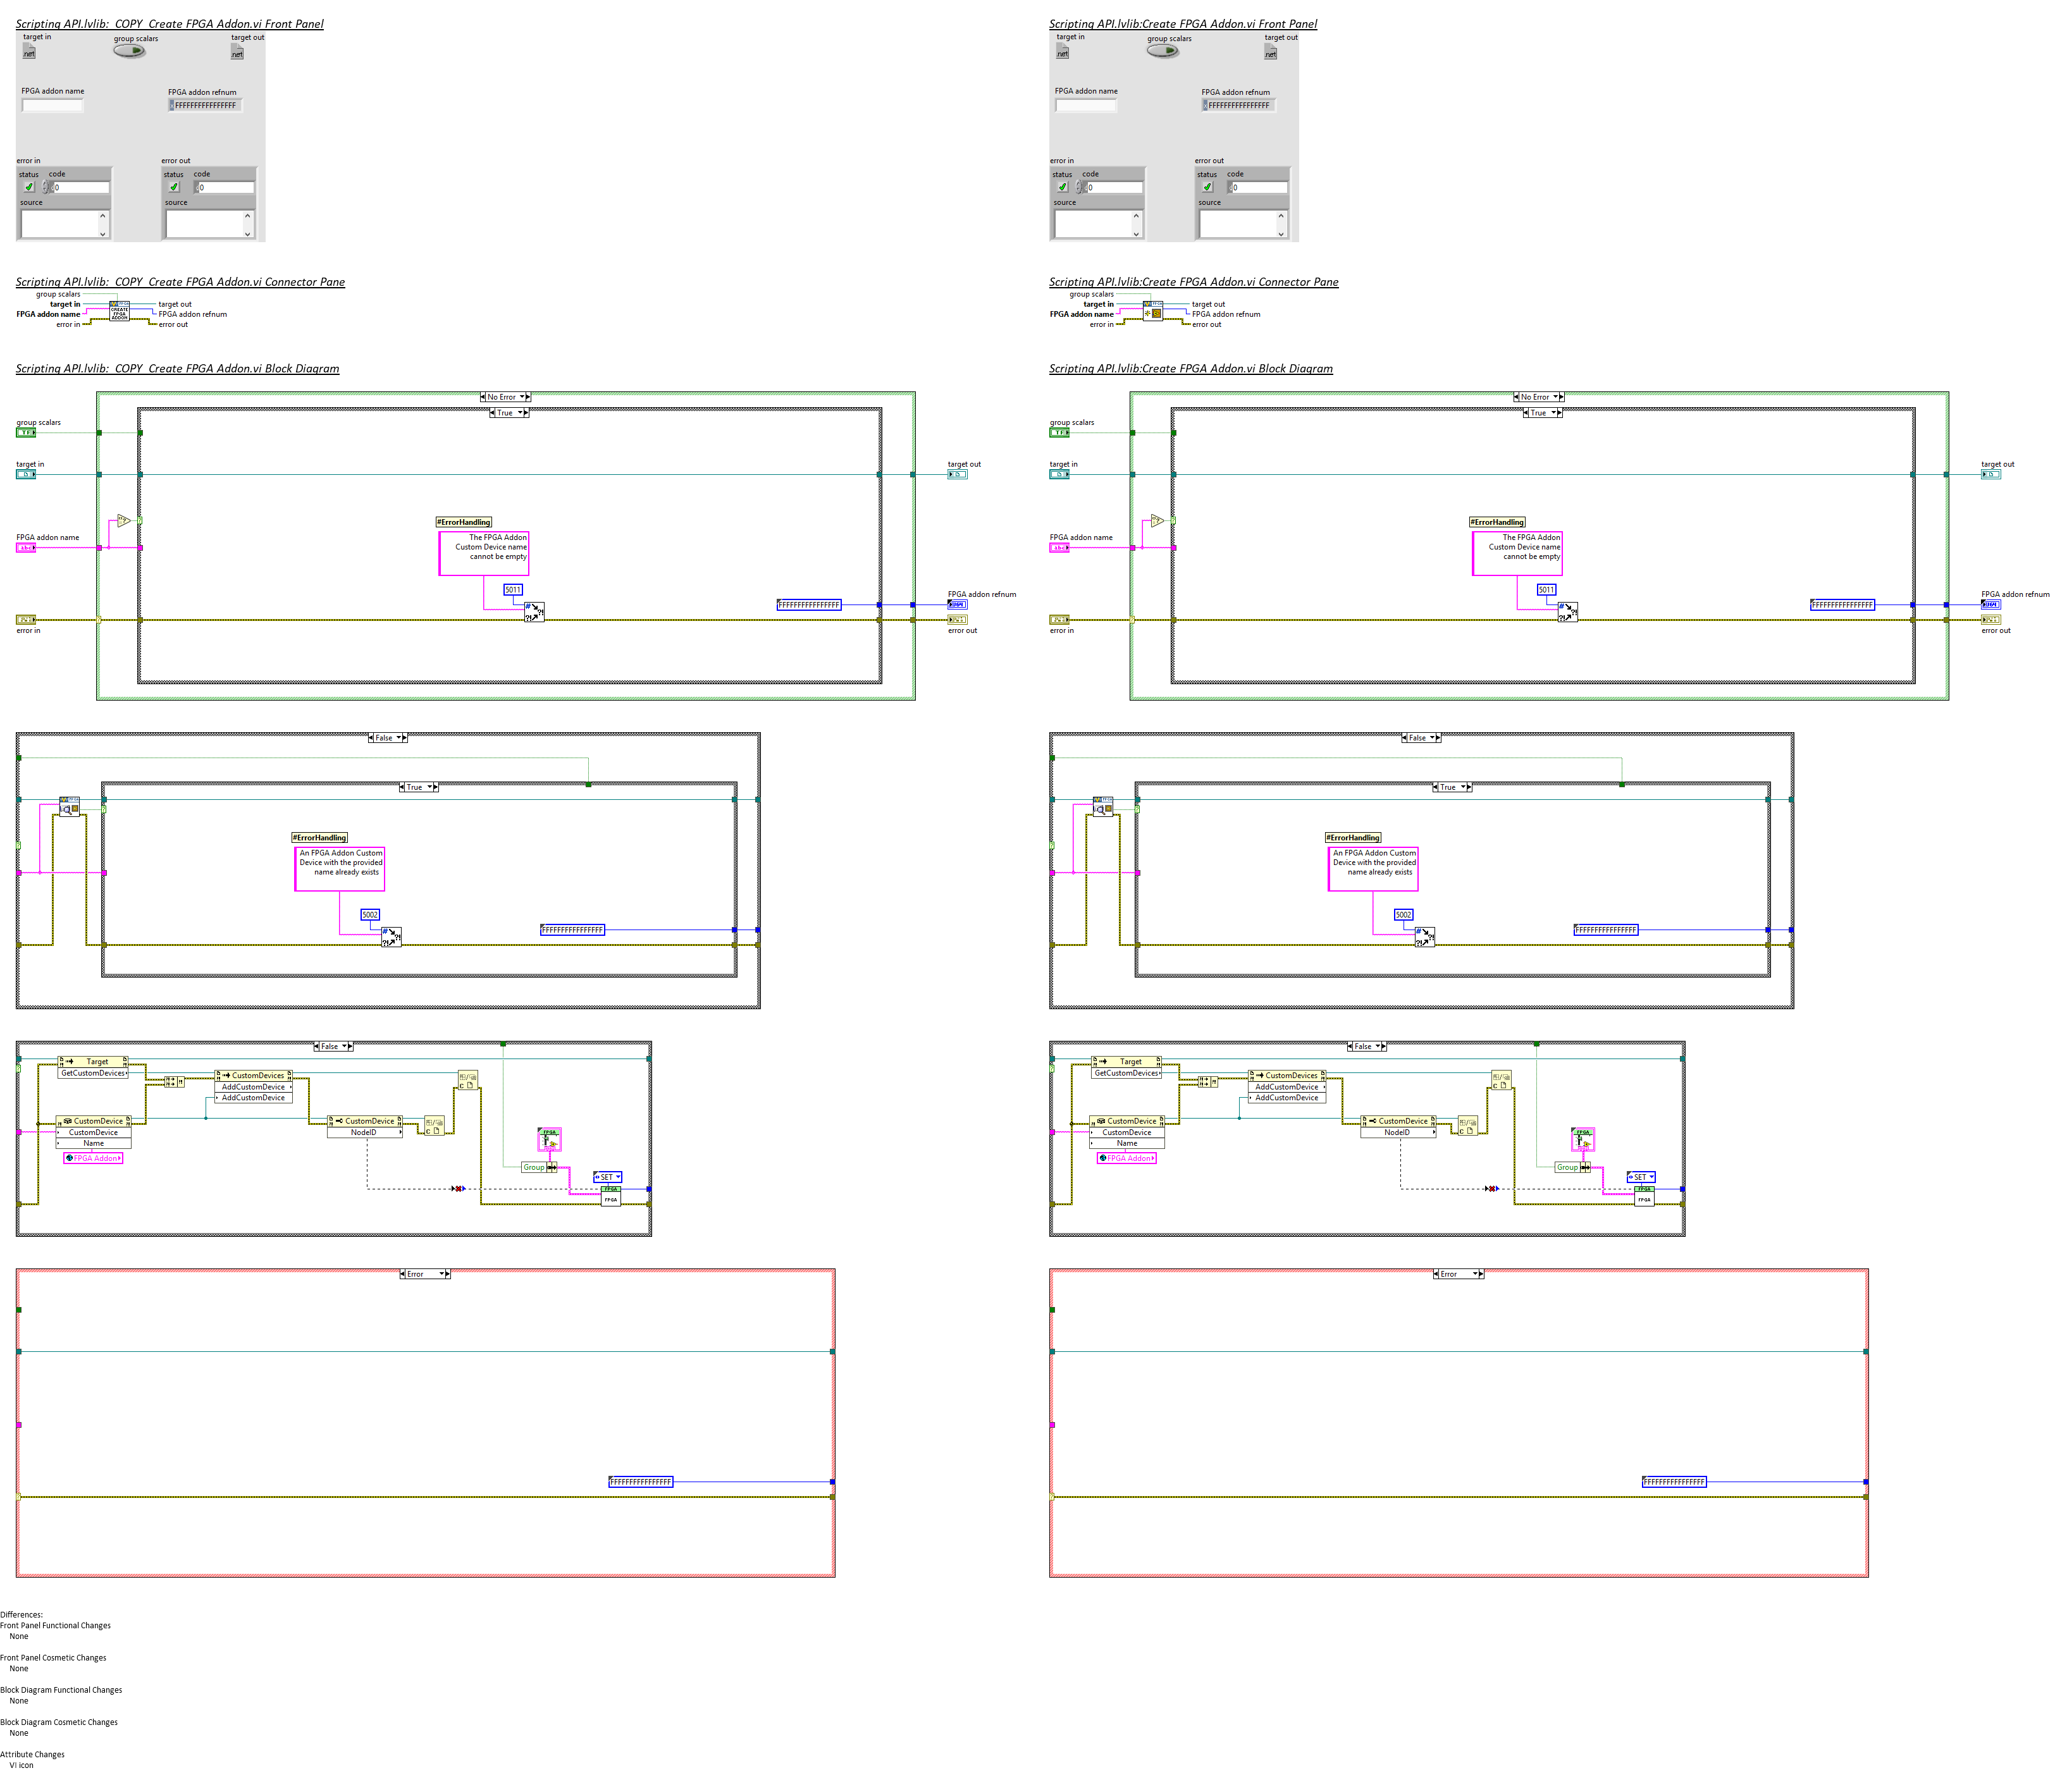 Scripting API.lvlib:_COPY_Create FPGA Addon.vi Front Panel
target in
group scalars
target out
.net
.net
FPGA addon name
FPGA addon refnum
FFFFFFFFFFFFFFFF
error in
error out
status code
status code
0
0
source
source
Scripting API.lvlib:_COPY_Create FPGA Addon.vi Connector Pane
group scalars
target in
target out
FPGA addon name
FPGA addon refnum
error in
error out
CREATE
FPGA
ADDON
Scripting API.lvlib:_COPY_Create FPGA Addon.vi Block Diagram
No Error
True
group scalars
target in
target out
#ErrorHandling
FPGA addon name
The FPGA Addon
Custom Device name
cannot be empty
5011
FFFFFFFFFFFFFFFF
FPGA addon refnum
error in
error out
False
True
#ErrorHandling
An FPGA Addon Custom
Device with the provided
name already exists
5002
FFFFFFFFFFFFFFFF
False
Target
GetCustomDevices
CustomDevices
AddCustomDevice
AddCustomDevice
CustomDevice
CustomDevice
Name
FPGA Addon
CustomDevice
NodeID
FPGA
Group
SET
FPGA
FPGA
Error
FFFFFFFFFFFFFFFF
Scripting API.lvlib:Create FPGA Addon.vi Front Panel
target in
group scalars
target out
.net
.net
FPGA addon name
FPGA addon refnum
FFFFFFFFFFFFFFFF
error in
error out
status code
status code
0
0
source
source
Scripting API.lvlib:Create FPGA Addon.vi Connector Pane
group scalars
target in
target out
FPGA addon name
FPGA addon refnum
error in
error out
Scripting API.lvlib:Create FPGA Addon.vi Block Diagram
No Error
True
group scalars
target in
target out
#ErrorHandling
FPGA addon name
The FPGA Addon
Custom Device name
cannot be empty
5011
FFFFFFFFFFFFFFFF
FPGA addon refnum
error in
error out
False
True
#ErrorHandling
An FPGA Addon Custom
Device with the provided
name already exists
5002
FFFFFFFFFFFFFFFF
False
Target
GetCustomDevices
CustomDevices
AddCustomDevice
AddCustomDevice
CustomDevice
CustomDevice
Name
FPGA Addon
CustomDevice
NodeID
FPGA
Group
SET
FPGA
FPGA
Error
FFFFFFFFFFFFFFFF
Differences:
Front Panel Functional Changes
None
Front Panel Cosmetic Changes
None
Block Diagram Functional Changes
None
Block Diagram Cosmetic Changes
None
Attribute Changes
VI icon